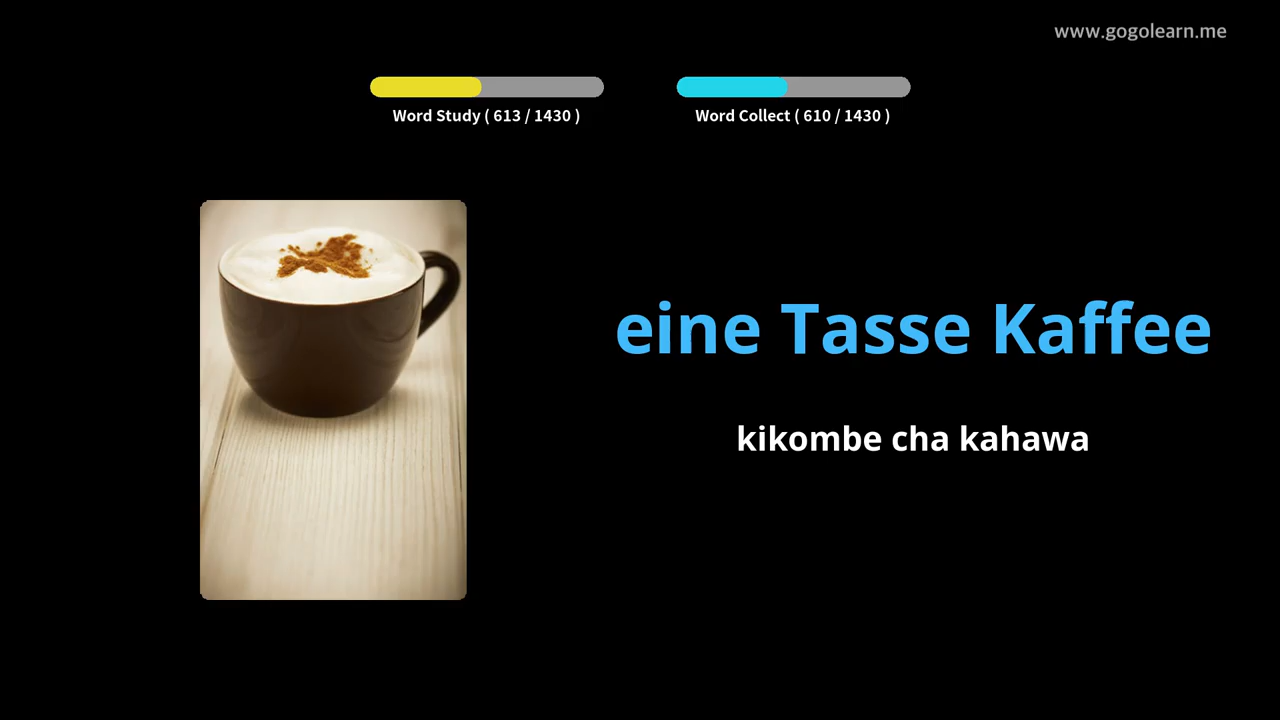 www.gogolearn.me
Word Study ( 613 / 1430 )
Word Collect ( 610 / 1430 )
eine Tasse Kaffee
kikombe cha kahawa